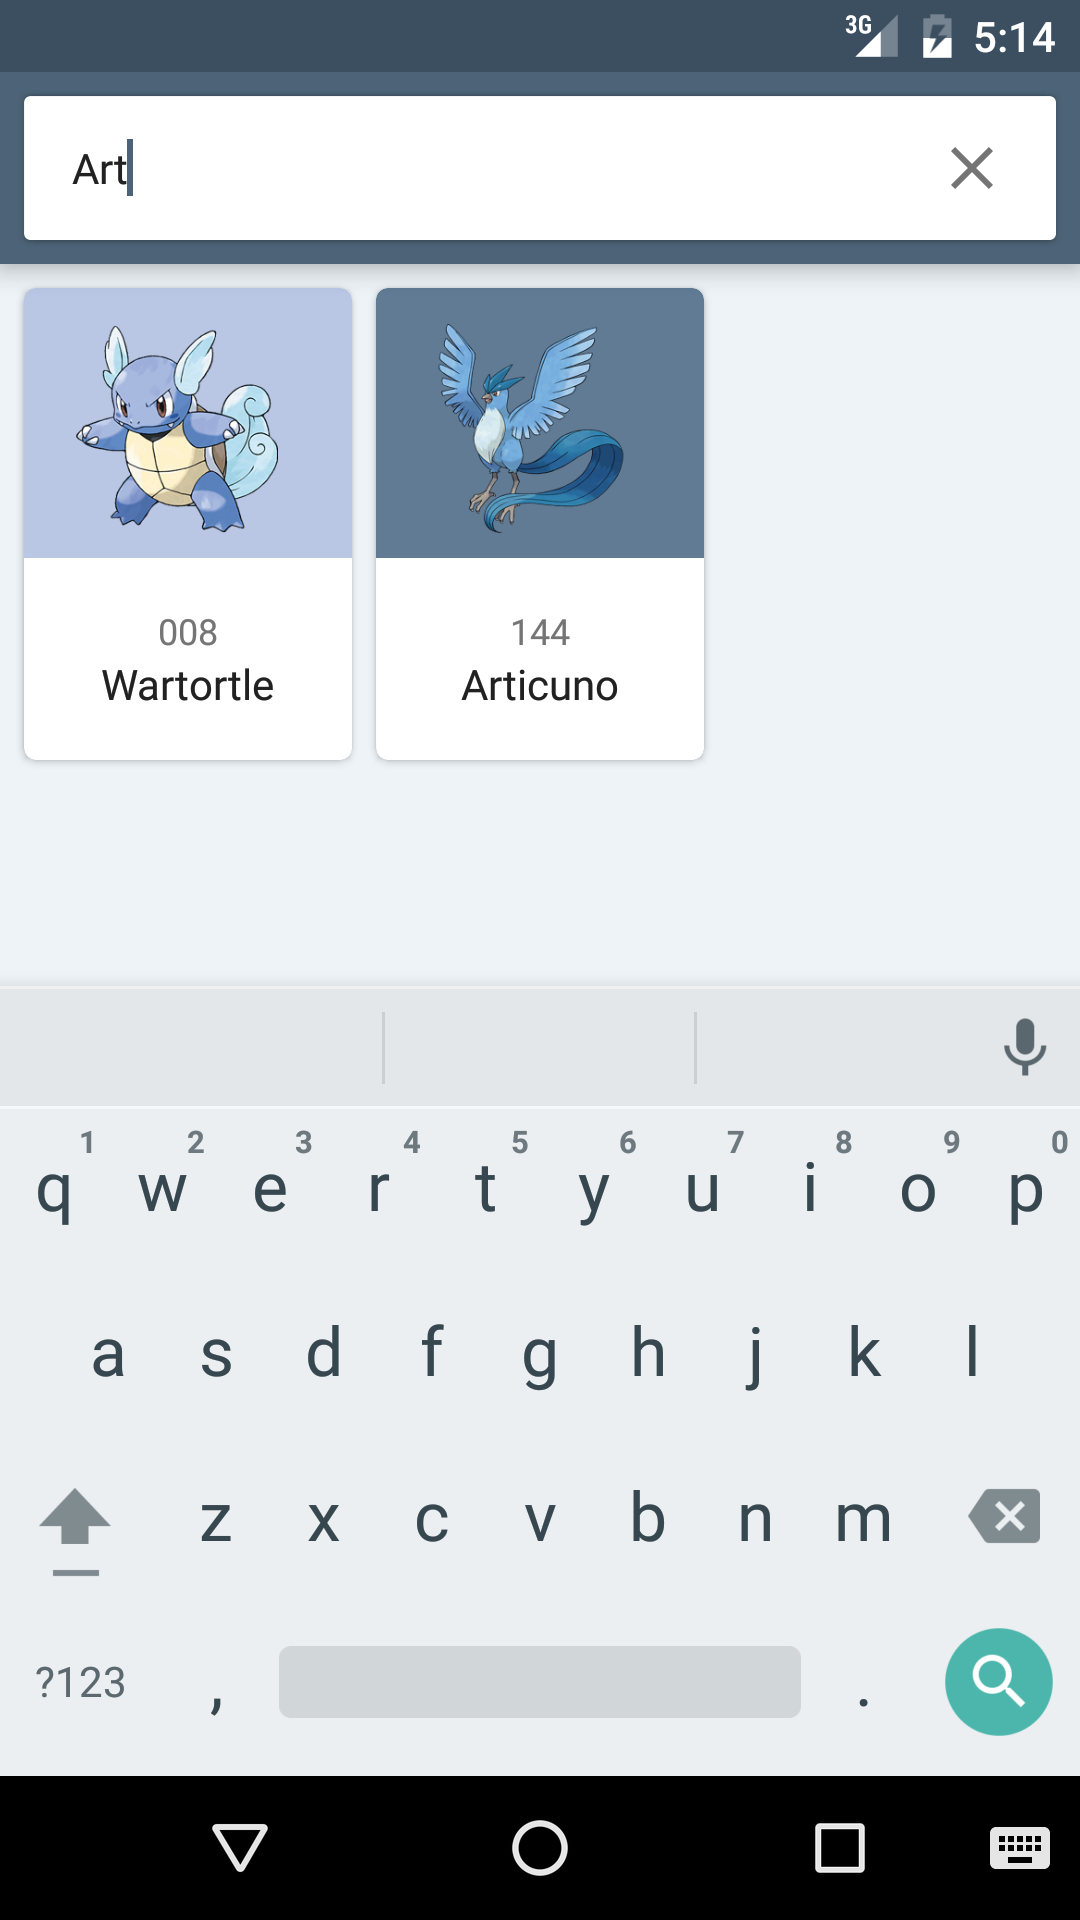 3G 5:14
Art
008 144
Wartortle Articuno
1 2 3 4 5 6 7 8 9 0
q w e r t y u i o p
a s d f g h j k l
z x c v b n m
?123 , .